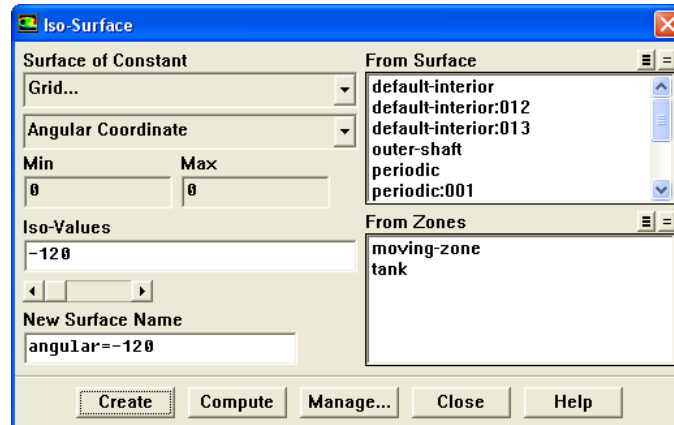 Iso-Surface
Surface of Constant
Grid...
Angular Coordinate
Min Max
0 0
Iso-Values
-120
New Surface Name
angular=-120
From Surface
default-interior
default-interior:012
default-interior:013
outer-shaft
periodic
periodic:001
From Zones
moving-zone
tank
Create Compute Manage... Close Help